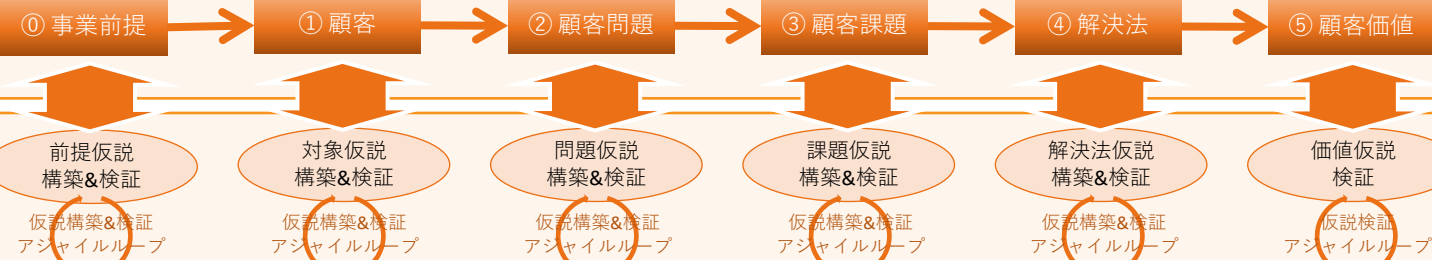 ⓪ 事業前提
① 顧客
② 顧客問題
③ 顧客課題
④ 解決法
⑤ 顧客価値
前提仮説
構築&検証
対象仮説
構築&検証
問題仮説
構築&検証
課題仮説
構築&検証
解決法仮説
構築&検証
価値仮説
検証
仮説構築&検証
アジャイルループ
仮説構築&検証
アジャイルループ
仮説構築&検証
アジャイルループ
仮説構築&検証
アジャイルループ
仮説構築&検証
アジャイルループ
仮説検証
アジャイルループ